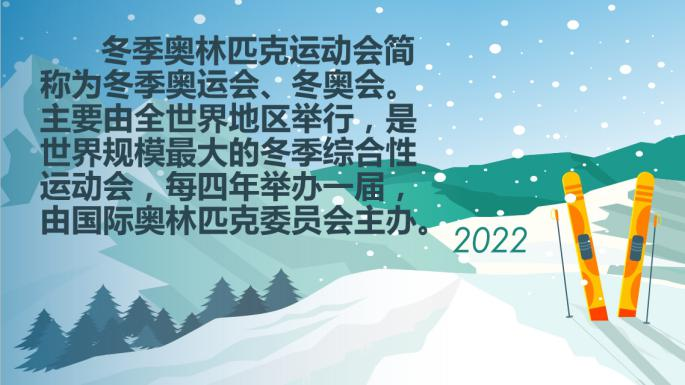 冬季奥林匹克运动会简
称为冬季奥运会、冬奥会。
主要由全世界地区举行，是
世界规模最大的冬季综合性
运动会，每四年举办一届，
由国际奥林匹克委员会主办。
2022